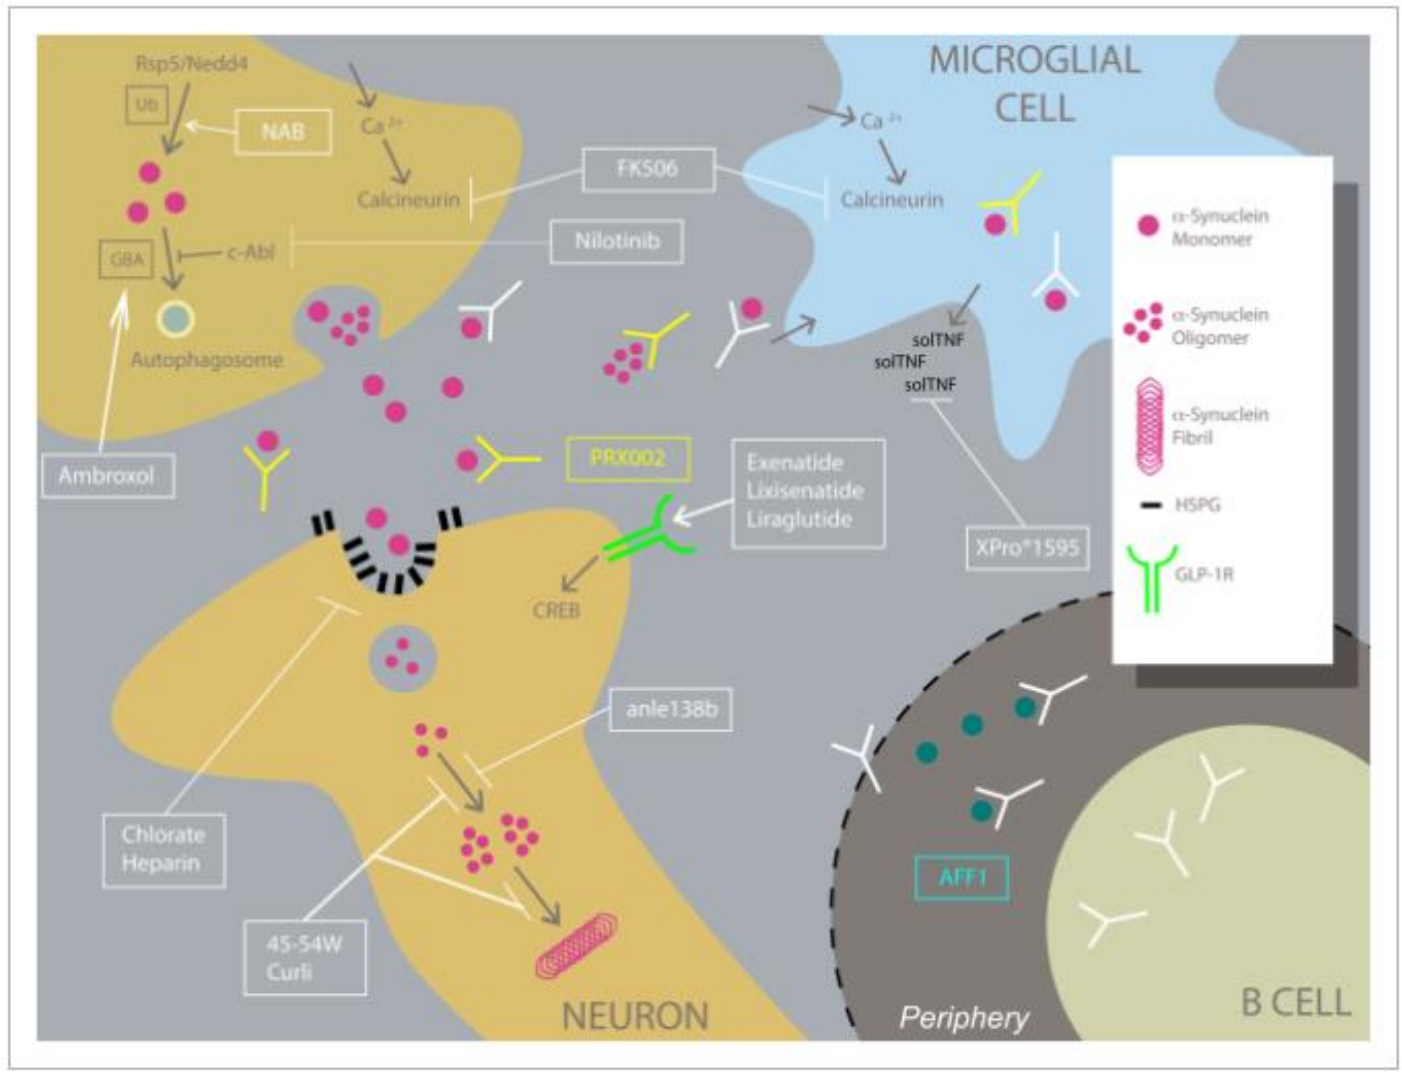 Rsp5/Nedd4
Ub
NAB
Ca 2+
Calcineurin
GBA
c-Abl
Autophagosome
Ambroxol
FK506
Nilotinib
MICROGLIAL
CELL
Ca 2+
Calcineurin
solTNF
solTNF
solTNF
α-Synuclein
Monomer
α-Synuclein
Oligomer
α-Synuclein
Fibril
HSPG
GLP-1R
PRX002
Exenatide
Lixisenatide
Liraglutide
XPro®1595
CREB
anle138b
Chlorate
Heparin
45-54W
Curli
NEURON
AFF1
Periphery
B CELL